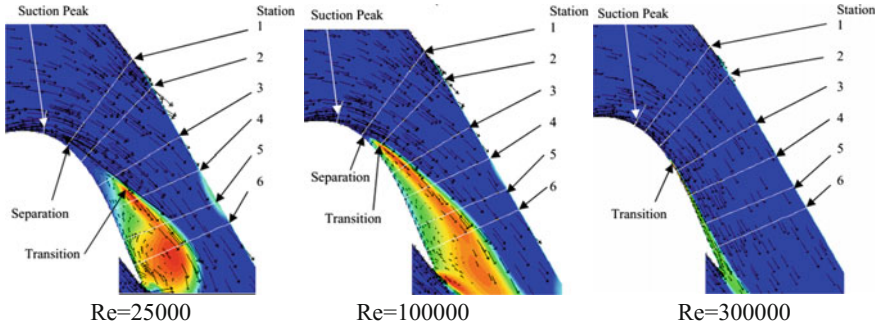 Suction Peak
Station
1
2
3
4
5
6
Separation
Transition
Re=25000
Suction Peak
Station
1
2
3
4
5
6
Separation
Transition
Re=100000
Suction Peak
Station
1
2
3
4
5
6
Transition
Re=300000